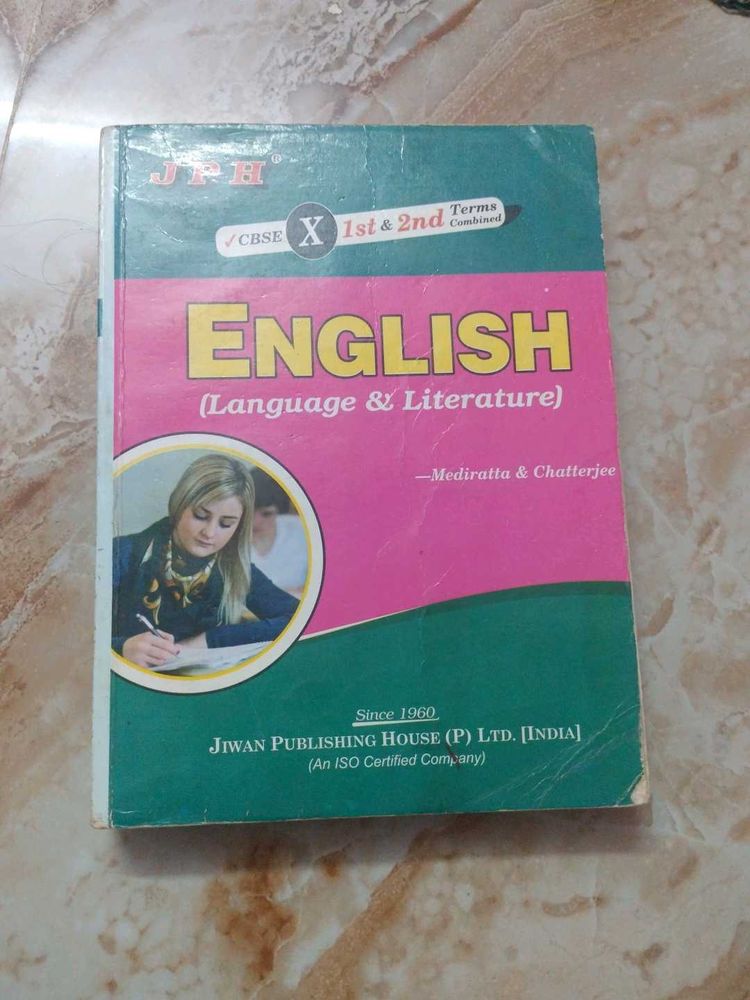 JPH®
✓CBSE X 1st & 2nd Terms Combined
ENGLISH
(Language & Literature)
—Mediratta & Chatterjee
Since 1960
JIWAN PUBLISHING HOUSE (P) LTD. [INDIA]
(An ISO Certified Company)